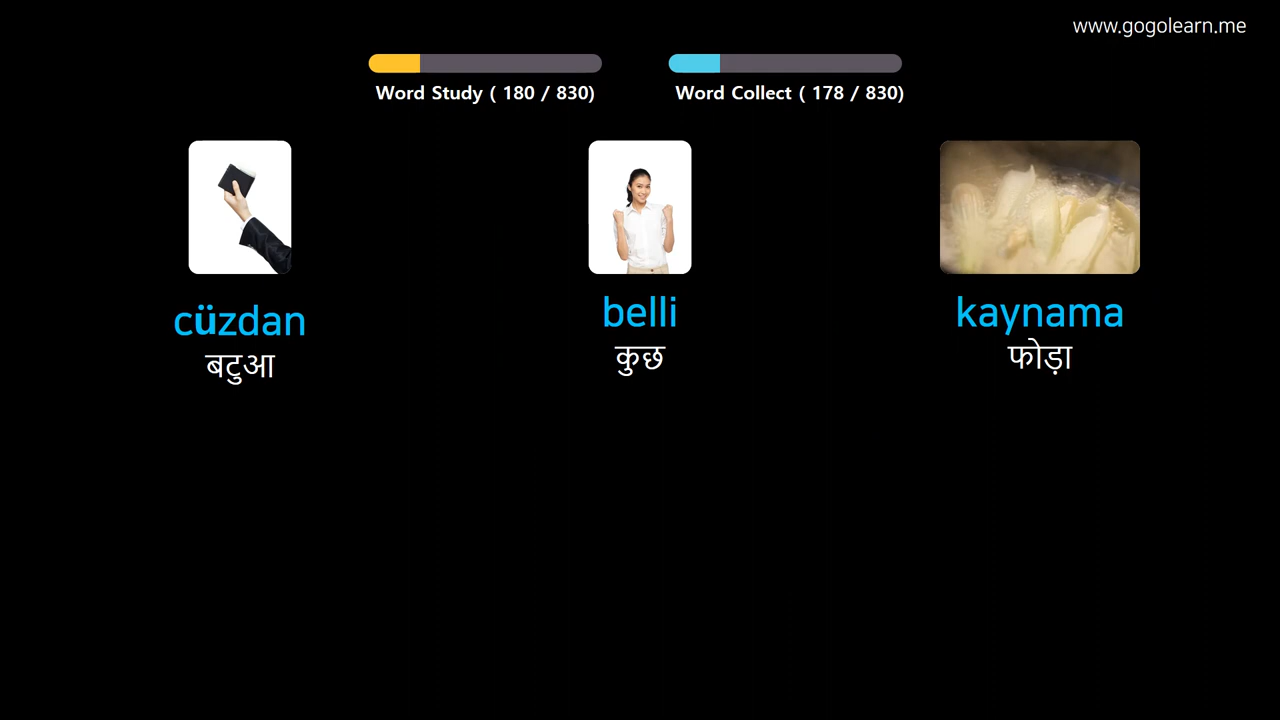 www.gogolearn.me
Word Study ( 180 / 830)
Word Collect ( 178 / 830)
cüzdan
बटुआ
belli
कुछ
kaynama
फोड़ा